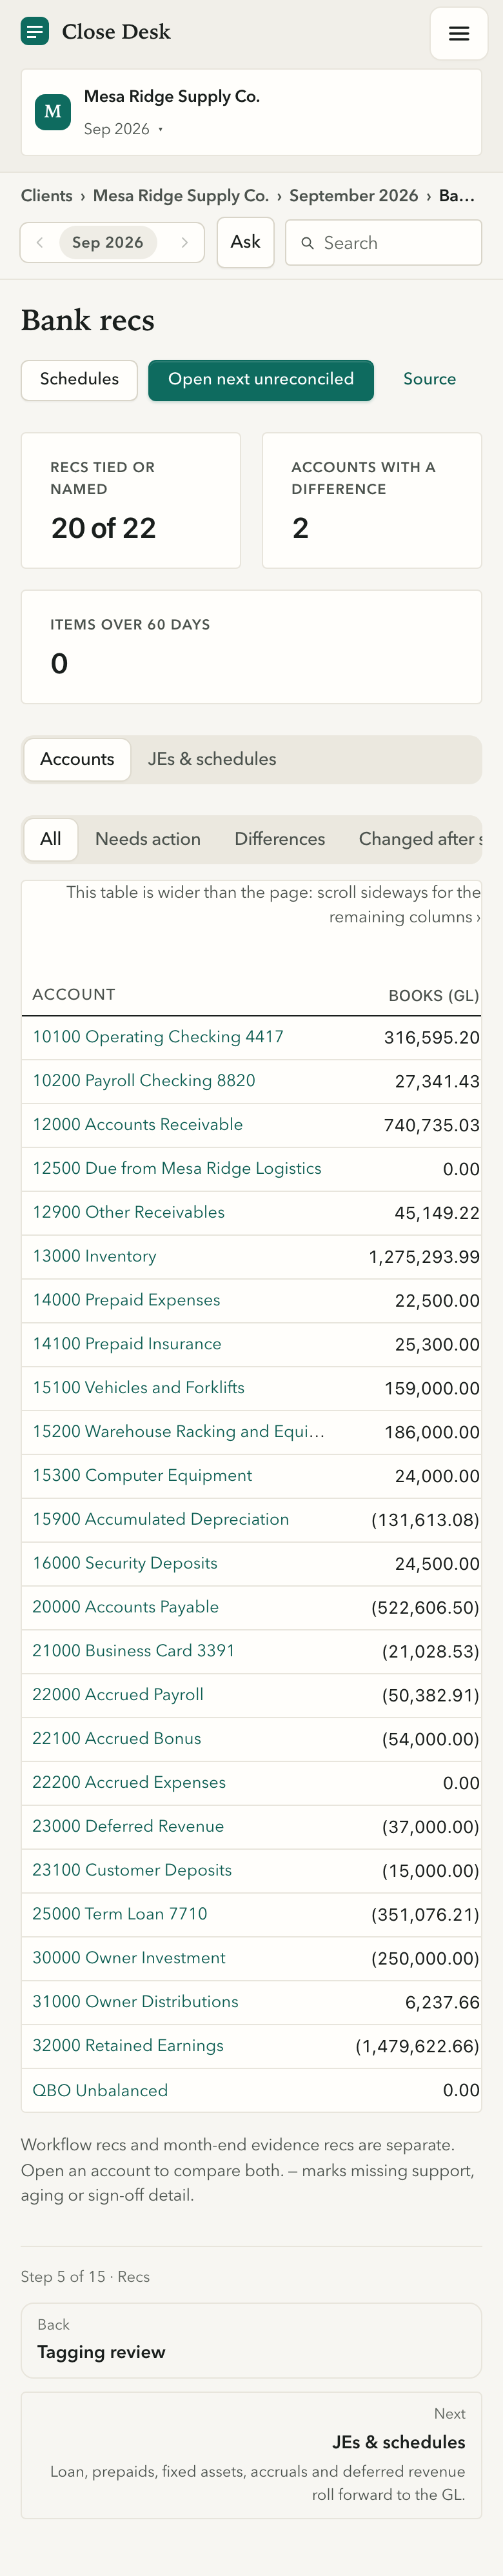 Close Desk
M
Mesa Ridge Supply Co.
Sep 2026 ▾
Clients › Mesa Ridge Supply Co. › September 2026 › Ba…
‹ Sep 2026 ›
Ask
Search
Bank recs
Schedules
Open next unreconciled
Source
RECS TIED OR
NAMED
20 of 22
ACCOUNTS WITH A
DIFFERENCE
2
ITEMS OVER 60 DAYS
0
Accounts JEs & schedules
All Needs action Differences Changed after s
This table is wider than the page: scroll sideways for the
remaining columns ›
ACCOUNT BOOKS (GL)
10100 Operating Checking 4417 316,595.20
10200 Payroll Checking 8820 27,341.43
12000 Accounts Receivable 740,735.03
12500 Due from Mesa Ridge Logistics 0.00
12900 Other Receivables 45,149.22
13000 Inventory 1,275,293.99
14000 Prepaid Expenses 22,500.00
14100 Prepaid Insurance 25,300.00
15100 Vehicles and Forklifts 159,000.00
15200 Warehouse Racking and Equi… 186,000.00
15300 Computer Equipment 24,000.00
15900 Accumulated Depreciation (131,613.08)
16000 Security Deposits 24,500.00
20000 Accounts Payable (522,606.50)
21000 Business Card 3391 (21,028.53)
22000 Accrued Payroll (50,382.91)
22100 Accrued Bonus (54,000.00)
22200 Accrued Expenses 0.00
23000 Deferred Revenue (37,000.00)
23100 Customer Deposits (15,000.00)
25000 Term Loan 7710 (351,076.21)
30000 Owner Investment (250,000.00)
31000 Owner Distributions 6,237.66
32000 Retained Earnings (1,479,622.66)
QBO Unbalanced 0.00
Workflow recs and month-end evidence recs are separate.
Open an account to compare both. — marks missing support,
aging or sign-off detail.
Step 5 of 15 · Recs
Back
Tagging review
Next
JEs & schedules
Loan, prepaids, fixed assets, accruals and deferred revenue
roll forward to the GL.